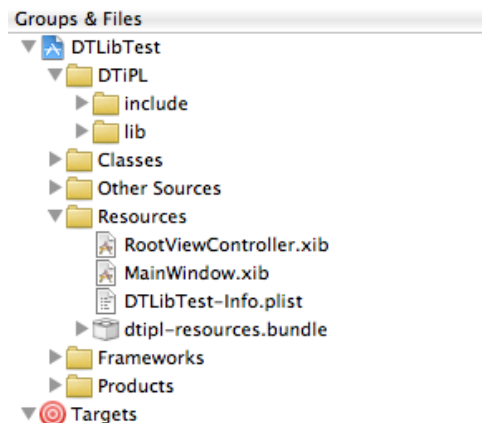 Groups & Files
DTLibTest
DTiPL
include
lib
Classes
Other Sources
Resources
RootViewController.xib
MainWindow.xib
DTLibTest-Info.plist
dtipl-resources.bundle
Frameworks
Products
Targets